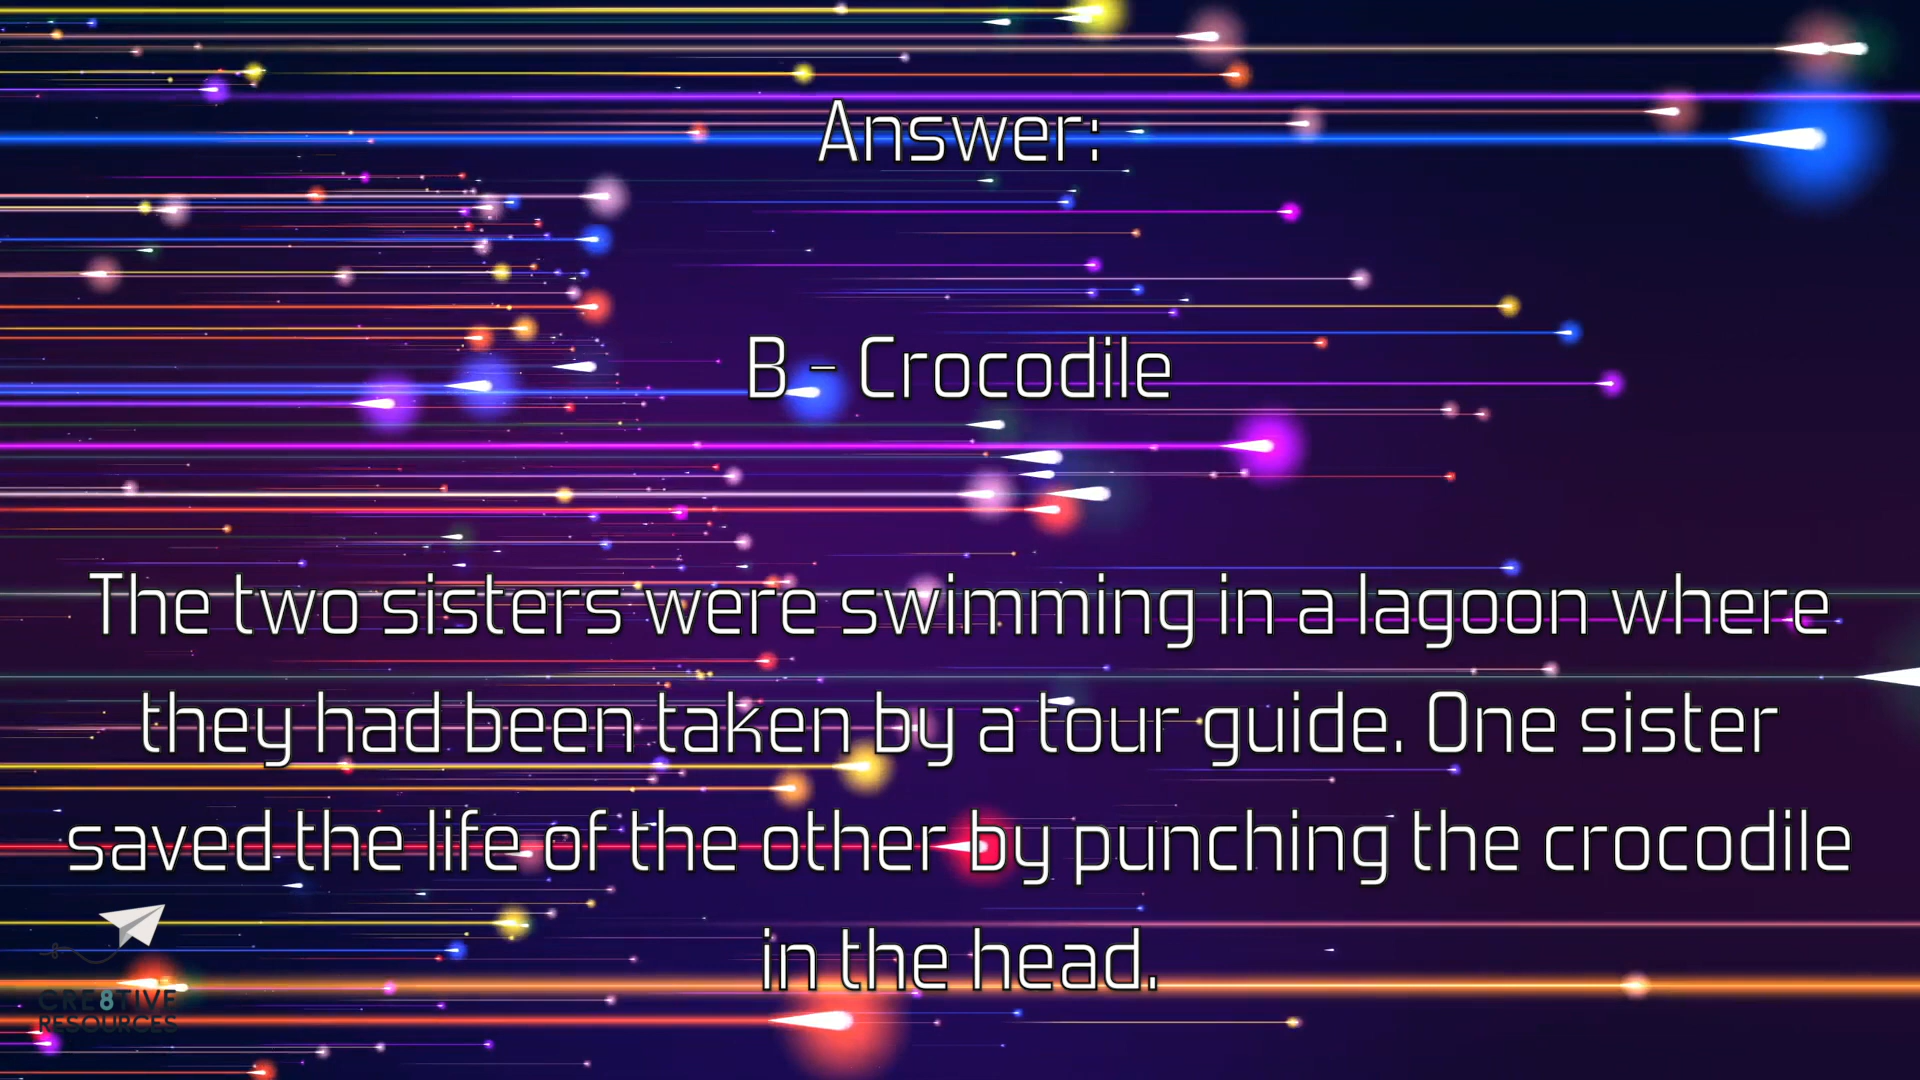 Answer:
B - Crocodile
The two sisters were swimming in a lagoon where
they had been taken by a tour guide. One sister
saved the life of the other by punching the crocodile
in the head.
CRE8TIVE
RESOURCES